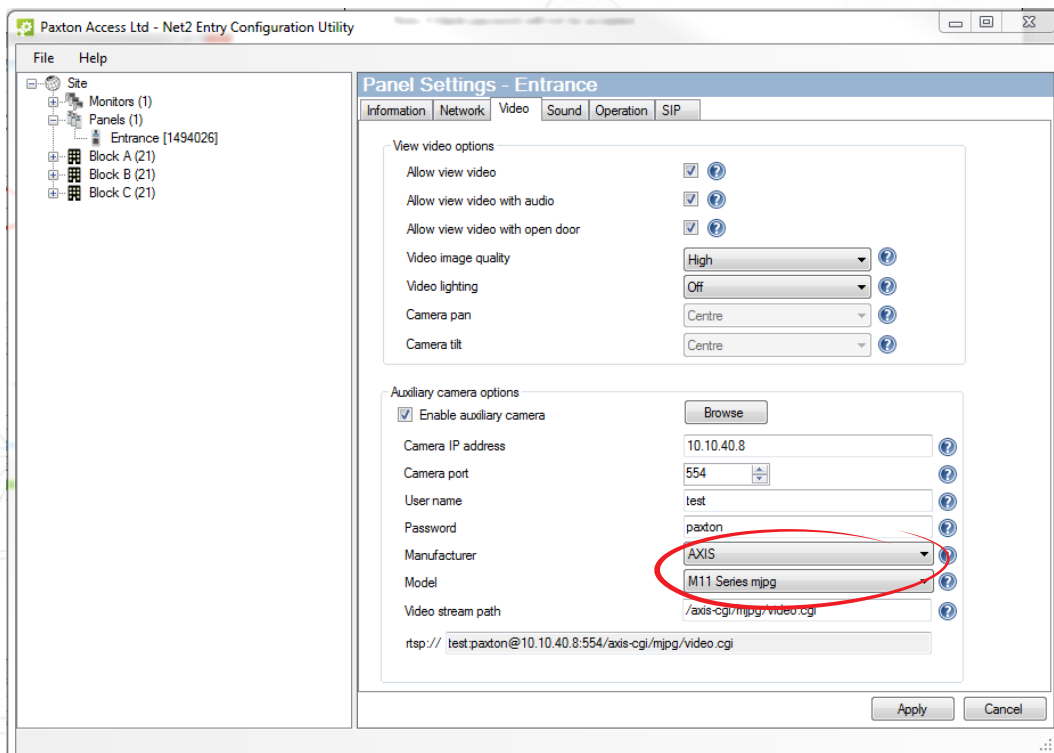 Paxton Access Ltd - Net2 Entry Configuration Utility
File Help
Site
Monitors (1)
Panels (1)
Entrance [1494026]
Block A (21)
Block B (21)
Block C (21)
Panel Settings - Entrance
Information Network Video Sound Operation SIP
View video options
Allow view video
Allow view video with audio
Allow view video with open door
Video image quality High
Video lighting Off
Camera pan Centre
Camera tilt Centre
Auxiliary camera options
Enable auxiliary camera Browse
Camera IP address 10.10.40.8
Camera port 554
User name test
Password paxton
Manufacturer AXIS
Model M11 Series mjpg
Video stream path /axis-cgi/mjpg/video.cgi
rtsp:// test:paxton@10.10.40.8:554/axis-cgi/mjpg/video.cgi
Apply Cancel